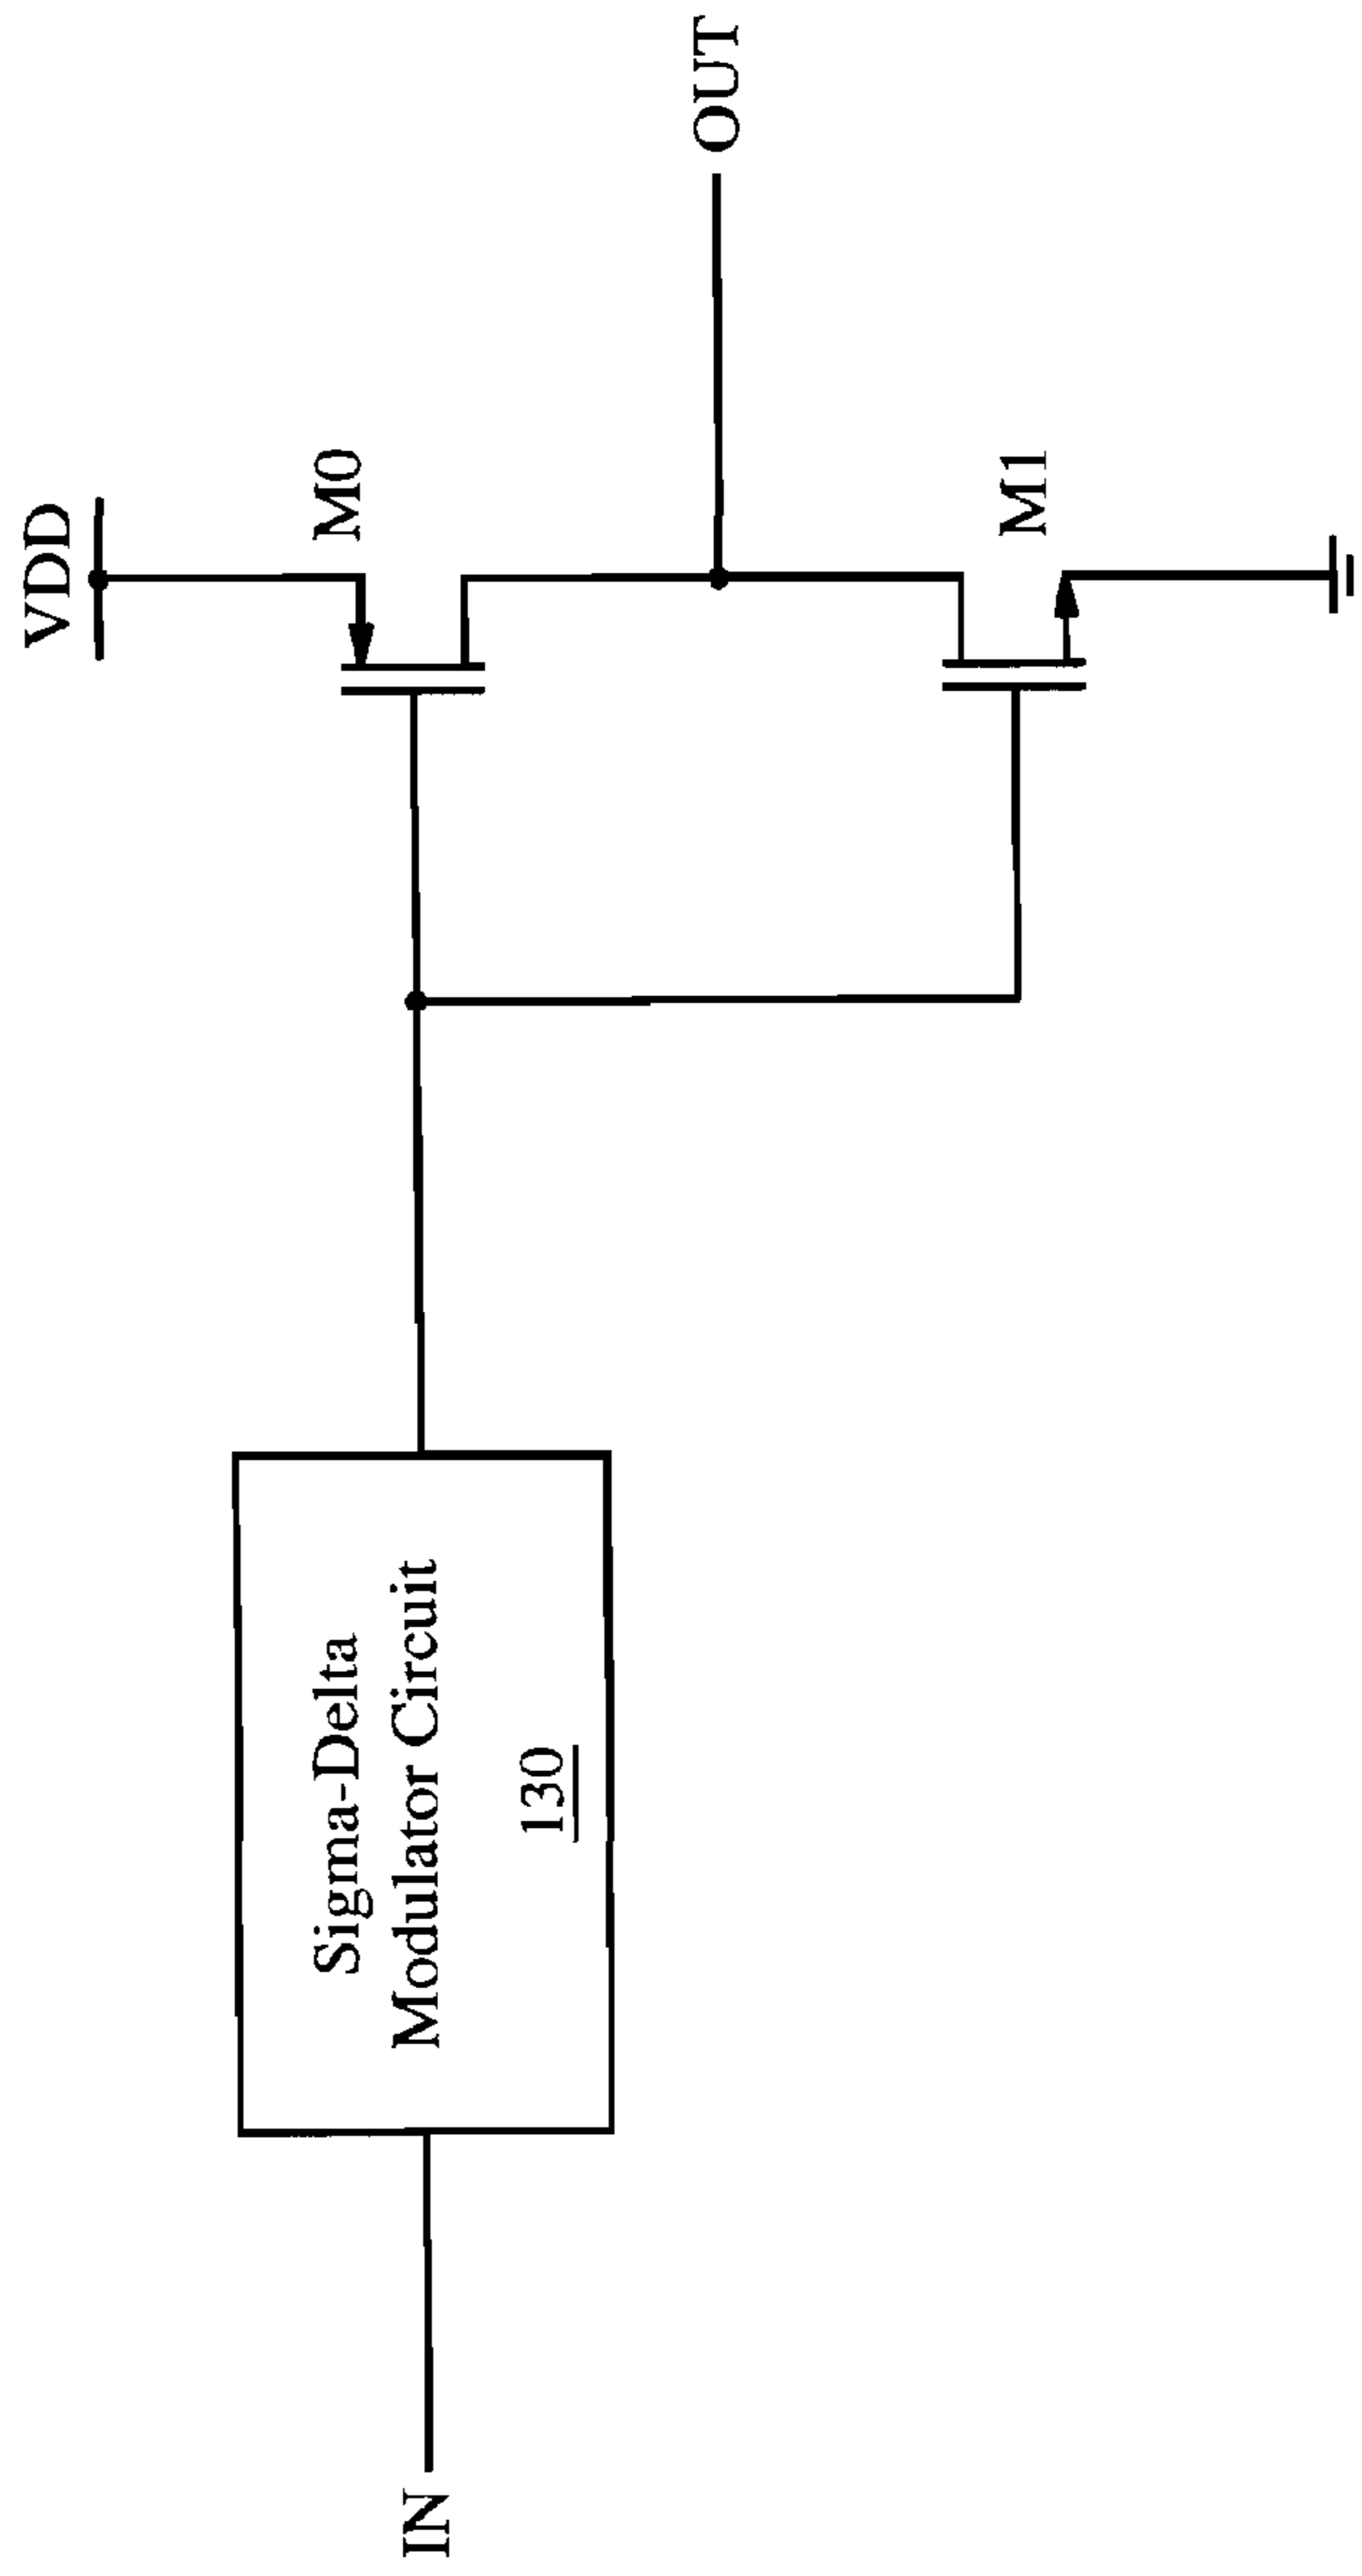 VDD
M0
OUT
M1
IN
Sigma-Delta
Modulator Circuit
130